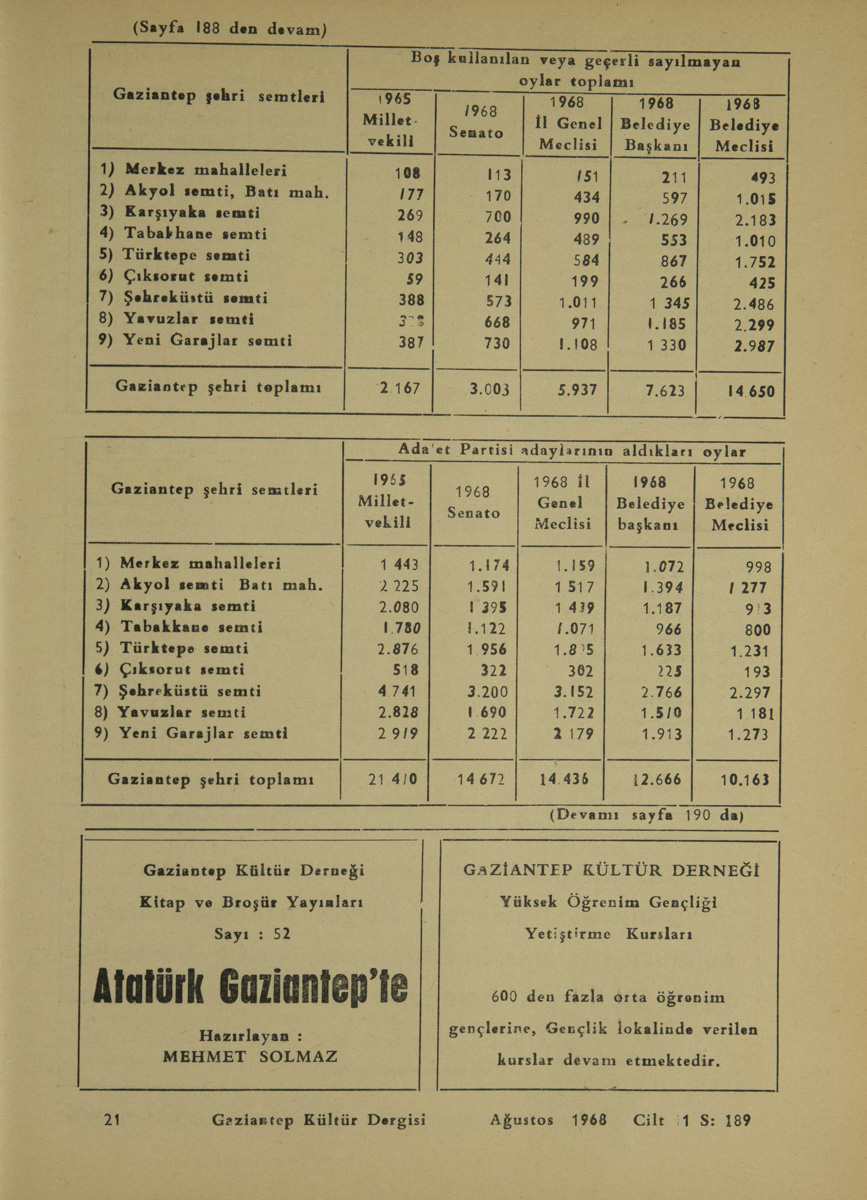 (Sayfa 188 den devam)
Gaziantep şehri semtleri
Boş kullanılan veya geçerli sayılmayan
oylar toplamı
1965 Millet-vekili | 1968 Senato | 1968 İl Genel Meclisi | 1968 Belediye Başkanı | 1968 Belediye Meclisi
1) Merkez mahalleleri 108 113 151 211 493
2) Akyol semti, Batı mah. 177 170 434 597 1.015
3) Karşıyaka semti 269 700 990 1.269 2.183
4) Tabakhane semti 148 264 489 553 1.010
5) Türktepe semti 303 444 584 867 1.752
6) Çıksorut semti 59 141 199 266 425
7) Şehreküstü semti 388 573 1.011 1 345 2.486
8) Yavuzlar semti 668 971 1.185 2.299
9) Yeni Garajlar semti 387 730 1.108 1 330 2.987
Gaziantep şehri toplamı 2 167 3.003 5.937 7.623 14 650
Gaziantep şehri semtleri
Ada'et Partisi adaylarının aldıkları oylar
1965 Millet-vekili | 1968 Senato | 1968 İl Genel Meclisi | 1968 Belediye başkanı | 1968 Belediye Meclisi
1) Merkez mahalleleri 1 443 1.174 1.159 1.072 998
2) Akyol semti Batı mah. 2 225 1.591 1 517 1.394 1 277
3) Karşıyaka semti 2.080 1 395 1 439 1.187
4) Tabakkane semti 1.780 1.122 1.071 966 800
5) Türktepe semti 2.876 1 956 1.633 1.231
6) Çıksorut semti 518 322 302 225 193
7) Şehreküstü semti 4 741 3.200 3.152 2.766 2.297
8) Yavuzlar semti 2.828 1 690 1.722 1.510 1 181
9) Yeni Garajlar semti 2 919 2 222 2 179 1.913 1.273
Gaziantep şehri toplamı 21 410 14 672 14.436 12.666 10.163
(Devamı sayfa 190 da)
Gaziantep Kültür Derneği
Kitap ve Broşür Yayınları
Sayı : 52
Atatürk Gaziantep'te
Hazırlayan :
MEHMET SOLMAZ
GAZİANTEP KÜLTÜR DERNEĞİ
Yüksek Öğrenim Gençliği
Yetiştirme Kursları
600 den fazla orta öğrenim
gençlerine, Gençlik lokalinde verilen
kurslar devam etmektedir.
21 Gaziantep Kültür Dergisi Ağustos 1968 Cilt 11 S: 189